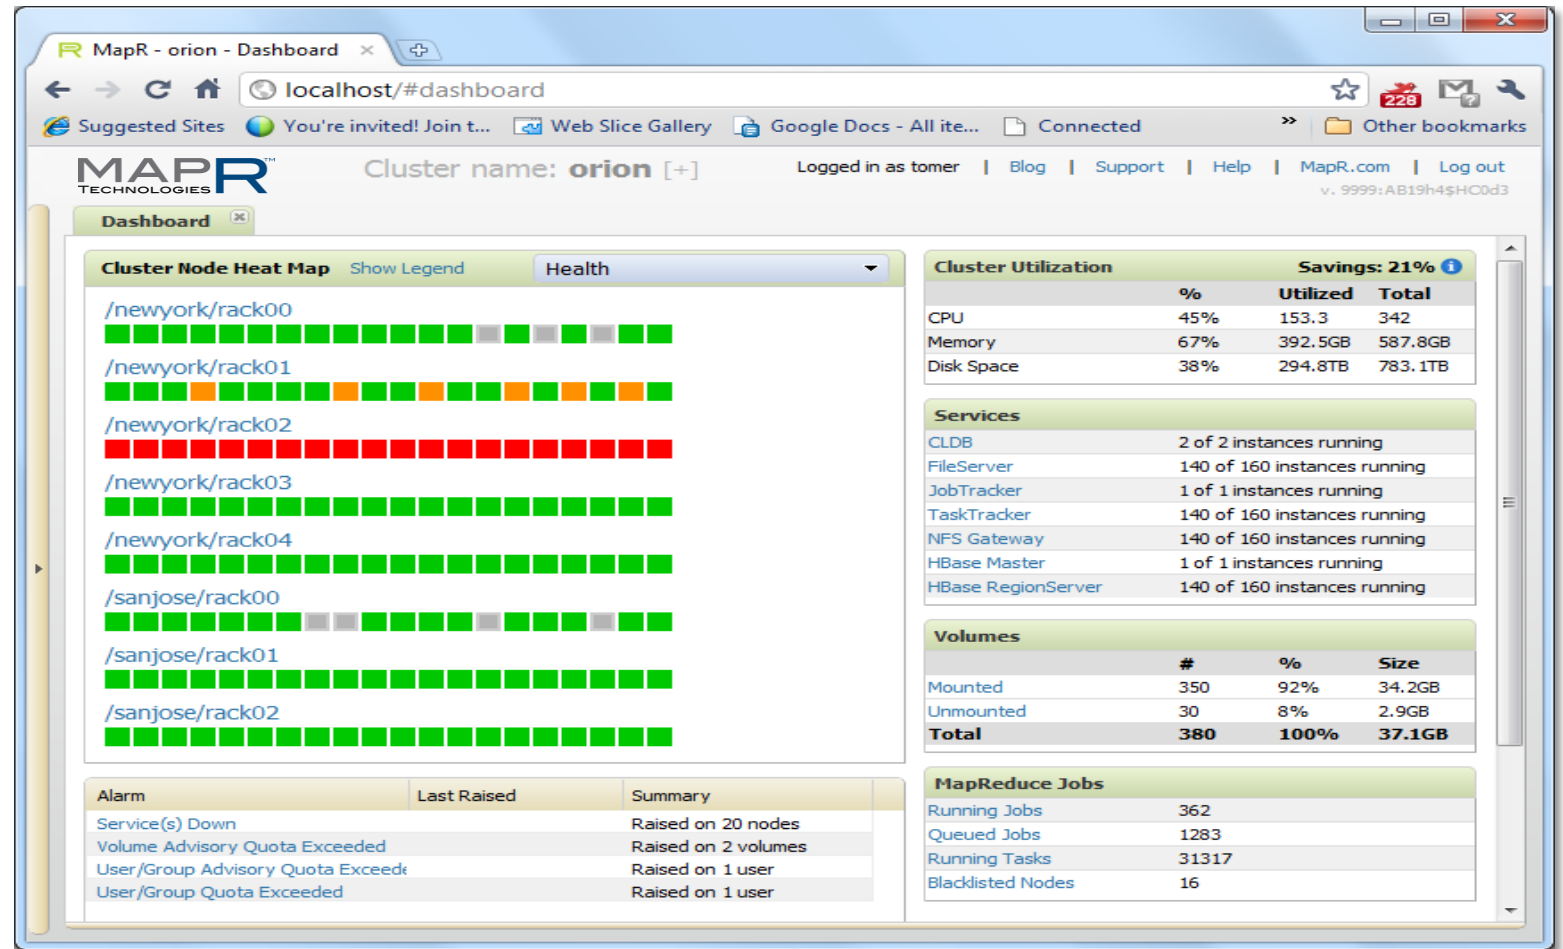 MapR - orion - Dashboard
localhost/#dashboard
228
Suggested Sites You're invited! Join t... Web Slice Gallery Google Docs - All ite... Connected » Other bookmarks
MAPR™ TECHNOLOGIES
Cluster name: orion [+]
Logged in as tomer | Blog | Support | Help | MapR.com | Log out
v. 9999:AB19h4$HC0d3
Dashboard
Cluster Node Heat Map Show Legend Health
/newyork/rack00
/newyork/rack01
/newyork/rack02
/newyork/rack03
/newyork/rack04
/sanjose/rack00
/sanjose/rack01
/sanjose/rack02
Alarm Last Raised Summary
Service(s) Down Raised on 20 nodes
Volume Advisory Quota Exceeded Raised on 2 volumes
User/Group Advisory Quota Exceede Raised on 1 user
User/Group Quota Exceeded Raised on 1 user
Cluster Utilization Savings: 21%
% Utilized Total
CPU 45% 153.3 342
Memory 67% 392.5GB 587.8GB
Disk Space 38% 294.8TB 783.1TB
Services
CLDB 2 of 2 instances running
FileServer 140 of 160 instances running
JobTracker 1 of 1 instances running
TaskTracker 140 of 160 instances running
NFS Gateway 140 of 160 instances running
HBase Master 1 of 1 instances running
HBase RegionServer 140 of 160 instances running
Volumes
# % Size
Mounted 350 92% 34.2GB
Unmounted 30 8% 2.9GB
Total 380 100% 37.1GB
MapReduce Jobs
Running Jobs 362
Queued Jobs 1283
Running Tasks 31317
Blacklisted Nodes 16